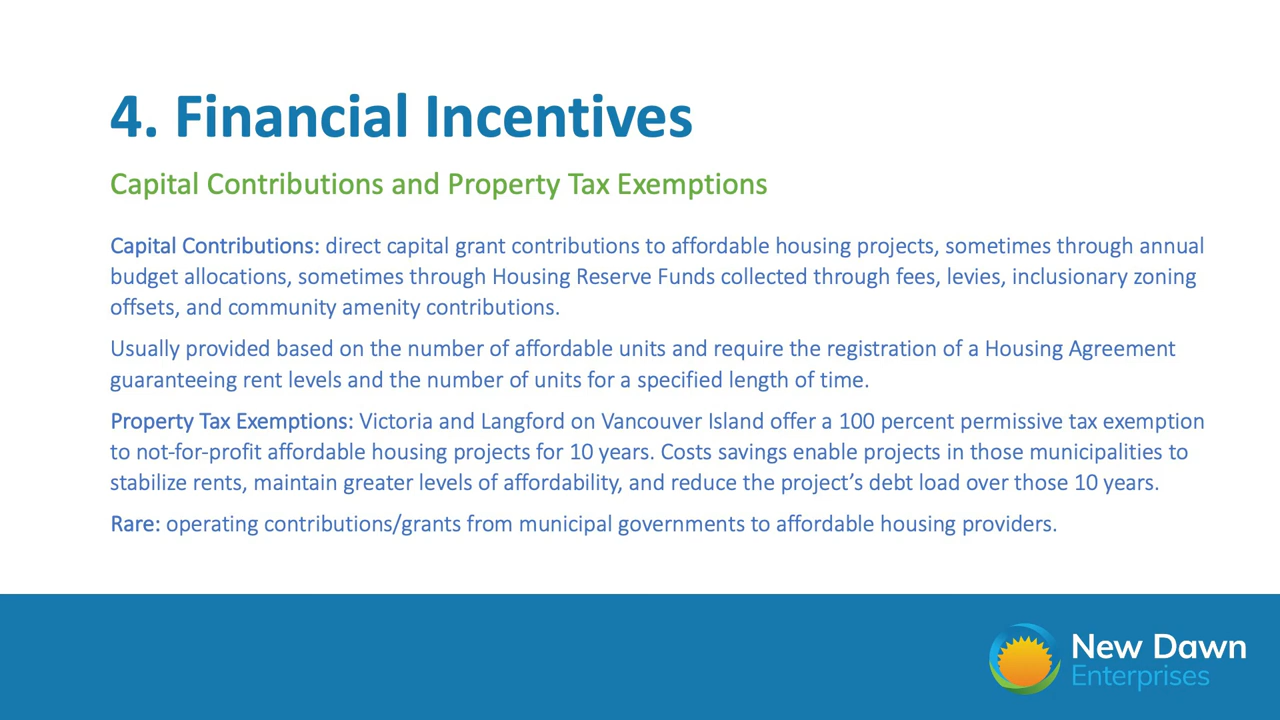 4. Financial Incentives
Capital Contributions and Property Tax Exemptions
Capital Contributions: direct capital grant contributions to affordable housing projects, sometimes through annual
budget allocations, sometimes through Housing Reserve Funds collected through fees, levies, inclusionary zoning
offsets, and community amenity contributions.
Usually provided based on the number of affordable units and require the registration of a Housing Agreement
guaranteeing rent levels and the number of units for a specified length of time.
Property Tax Exemptions: Victoria and Langford on Vancouver Island offer a 100 percent permissive tax exemption
to not-for-profit affordable housing projects for 10 years. Costs savings enable projects in those municipalities to
stabilize rents, maintain greater levels of affordability, and reduce the project’s debt load over those 10 years.
Rare: operating contributions/grants from municipal governments to affordable housing providers.
New Dawn
Enterprises